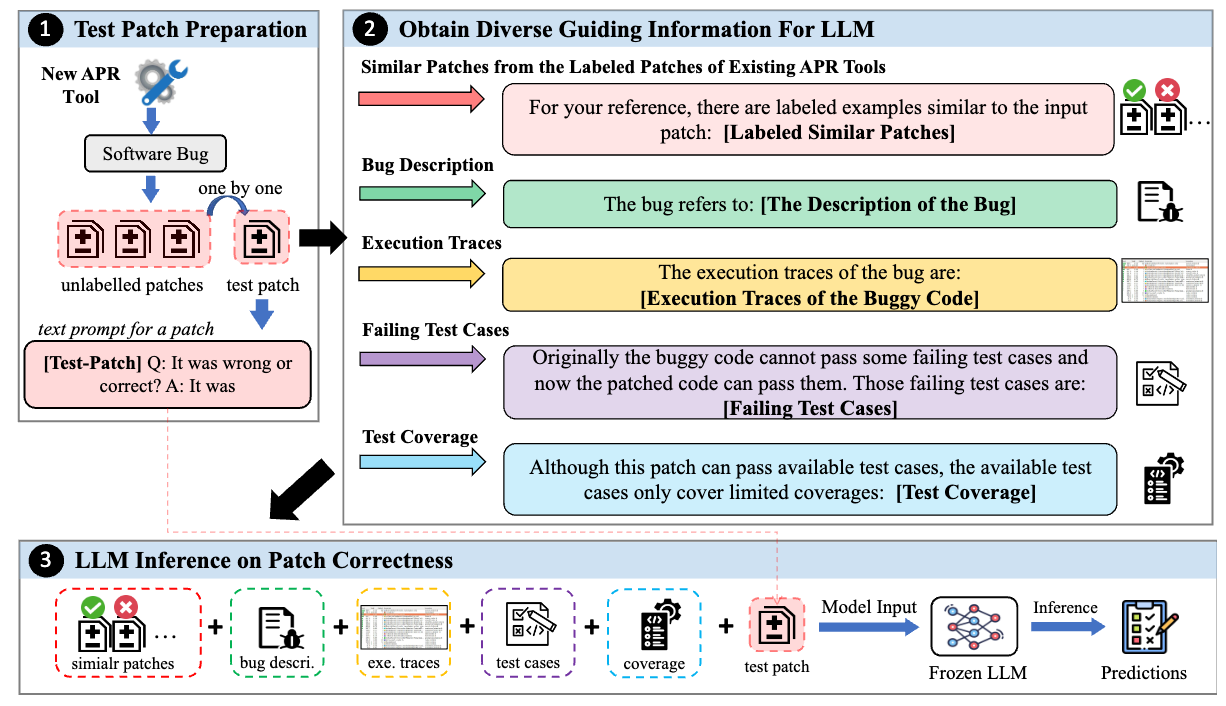 1 Test Patch Preparation
New APR
Tool
Software Bug
one by one
unlabelled patches
test patch
text prompt for a patch
[Test-Patch] Q: It was wrong or
correct? A: It was
2 Obtain Diverse Guiding Information For LLM
Similar Patches from the Labeled Patches of Existing APR Tools
For your reference, there are labeled examples similar to the input
patch: [Labeled Similar Patches]
...
Bug Description
The bug refers to: [The Description of the Bug]
Execution Traces
The execution traces of the bug are:
[Execution Traces of the Buggy Code]
Failing Test Cases
Originally the buggy code cannot pass some failing test cases and
now the patched code can pass them. Those failing test cases are:
[Failing Test Cases]
Test Coverage
Although this patch can pass available test cases, the available test
cases only cover limited coverages: [Test Coverage]
3 LLM Inference on Patch Correctness
...
simialr patches
+
bug descri.
+
exe. traces
+
test cases
+
coverage
+
test patch
Model Input
Frozen LLM
Inference
Predictions